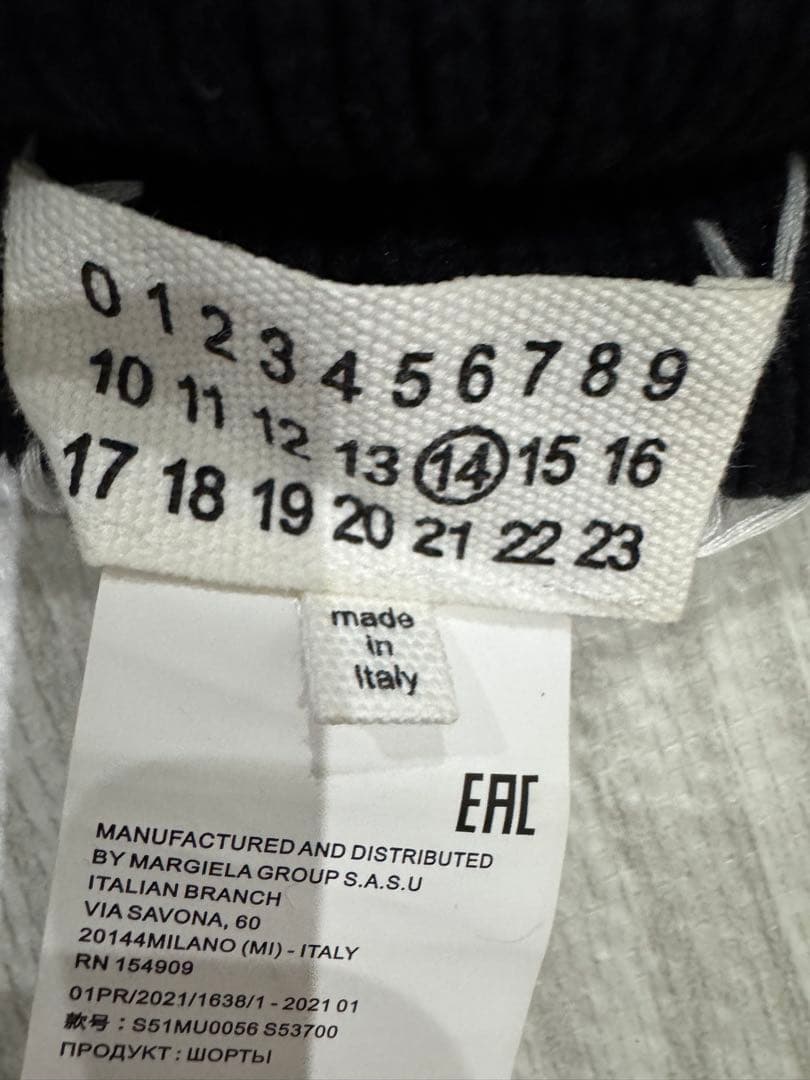 0 1 2 3 4 5 6 7 8 9
10 11 12 13 14 15 16
17 18 19 20 21 22 23
made
in
Italy
EAC
MANUFACTURED AND DISTRIBUTED
BY MARGIELA GROUP S.A.S.U
ITALIAN BRANCH
VIA SAVONA, 60
20144MILANO (MI) - ITALY
RN 154909
01PR/2021/1638/1 - 2021 01
款号：S51MU0056 S53700
ПРОДУКТ : ШОРТЫ